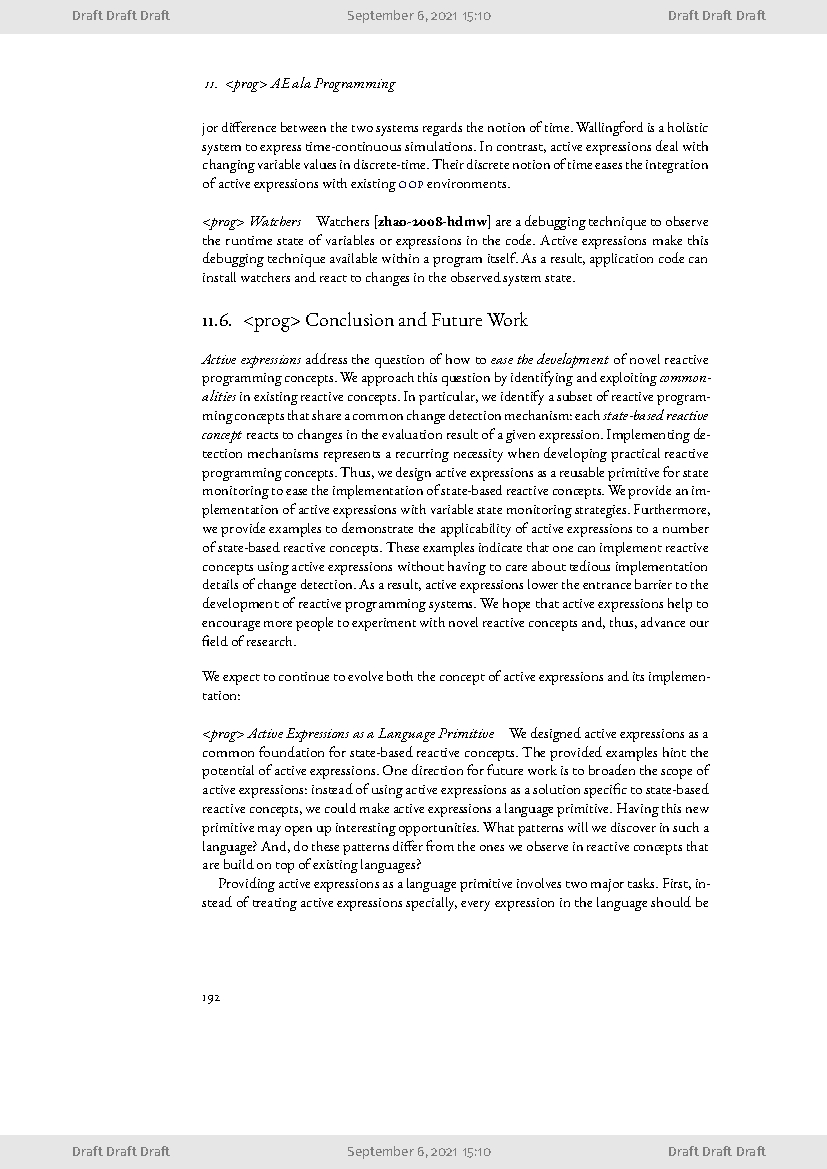 Draft Draft Draft September 6, 2021 15:10 Draft Draft Draft
11. <prog> AE ala Programming
jor difference between the two systems regards the notion of time. Wallingford is a holistic
system to express time-continuous simulations. In contrast, active expressions deal with
changing variable values in discrete-time. Their discrete notion of time eases the integration
of active expressions with existing OOP environments.
<prog> Watchers Watchers [zhao-2008-hdmw] are a debugging technique to observe
the runtime state of variables or expressions in the code. Active expressions make this
debugging technique available within a program itself. As a result, application code can
install watchers and react to changes in the observed system state.
11.6. <prog> Conclusion and Future Work
Active expressions address the question of how to ease the development of novel reactive
programming concepts. We approach this question by identifying and exploiting common-
alities in existing reactive concepts. In particular, we identify a subset of reactive program-
ming concepts that share a common change detection mechanism: each state-based reactive
concept reacts to changes in the evaluation result of a given expression. Implementing de-
tection mechanisms represents a recurring necessity when developing practical reactive
programming concepts. Thus, we design active expressions as a reusable primitive for state
monitoring to ease the implementation of state-based reactive concepts. We provide an im-
plementation of active expressions with variable state monitoring strategies. Furthermore,
we provide examples to demonstrate the applicability of active expressions to a number
of state-based reactive concepts. These examples indicate that one can implement reactive
concepts using active expressions without having to care about tedious implementation
details of change detection. As a result, active expressions lower the entrance barrier to the
development of reactive programming systems. We hope that active expressions help to
encourage more people to experiment with novel reactive concepts and, thus, advance our
field of research.
We expect to continue to evolve both the concept of active expressions and its implemen-
tation:
<prog> Active Expressions as a Language Primitive We designed active expressions as a
common foundation for state-based reactive concepts. The provided examples hint the
potential of active expressions. One direction for future work is to broaden the scope of
active expressions: instead of using active expressions as a solution specific to state-based
reactive concepts, we could make active expressions a language primitive. Having this new
primitive may open up interesting opportunities. What patterns will we discover in such a
language? And, do these patterns differ from the ones we observe in reactive concepts that
are build on top of existing languages?
Providing active expressions as a language primitive involves two major tasks. First, in-
stead of treating active expressions specially, every expression in the language should be
192
Draft Draft Draft September 6, 2021 15:10 Draft Draft Draft